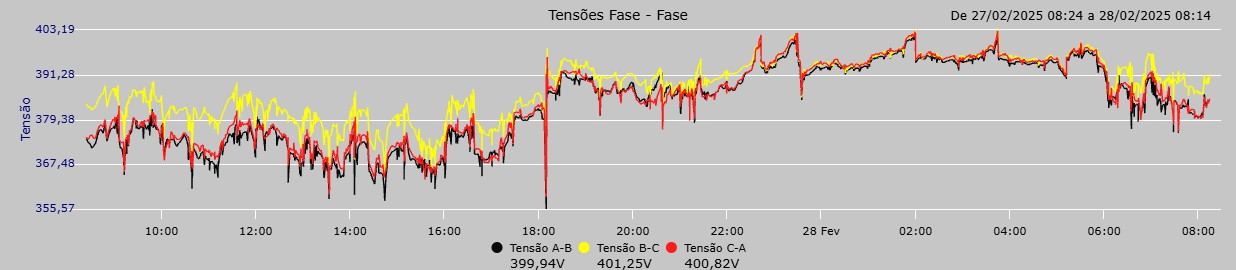 Tensões Fase - Fase
De 27/02/2025 08:24 a 28/02/2025 08:14
403,19
391,28
379,38
367,48
355,57
Tensão
10:00 12:00 14:00 16:00 18:00 20:00 22:00 28 Fev 02:00 04:00 06:00 08:00
Tensão A-B Tensão B-C Tensão C-A
399,94V 401,25V 400,82V